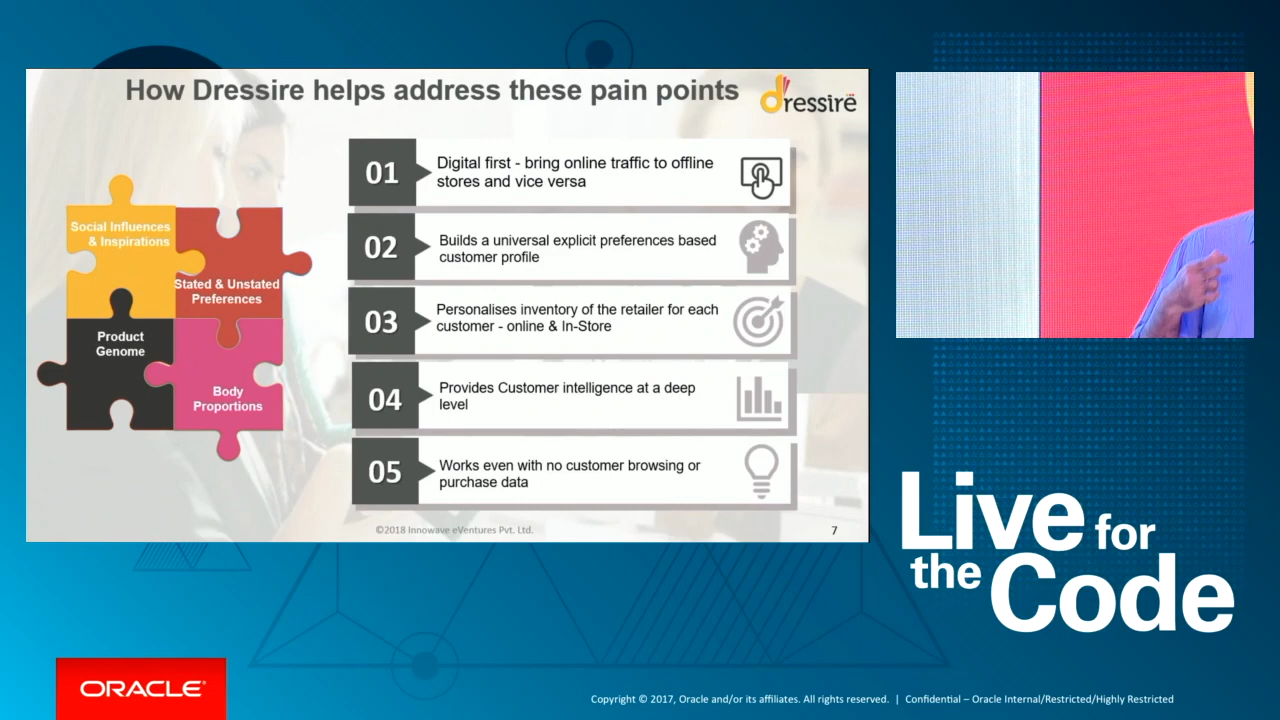 How Dressire helps address these pain points
dressire
Social Influences
& Inspirations
Stated & Unstated
Preferences
Product
Genome
Body
Proportions
01
Digital first - bring online traffic to offline
stores and vice versa
02
Builds a universal explicit preferences based
customer profile
03
Personalises inventory of the retailer for each
customer - online & In-Store
04
Provides Customer intelligence at a deep
level
05
Works even with no customer browsing or
purchase data
©2018 Innowave eVentures Pvt. Ltd.
7
Live for
the Code
ORACLE®
Copyright © 2017, Oracle and/or its affiliates. All rights reserved. | Confidential – Oracle Internal/Restricted/Highly Restricted